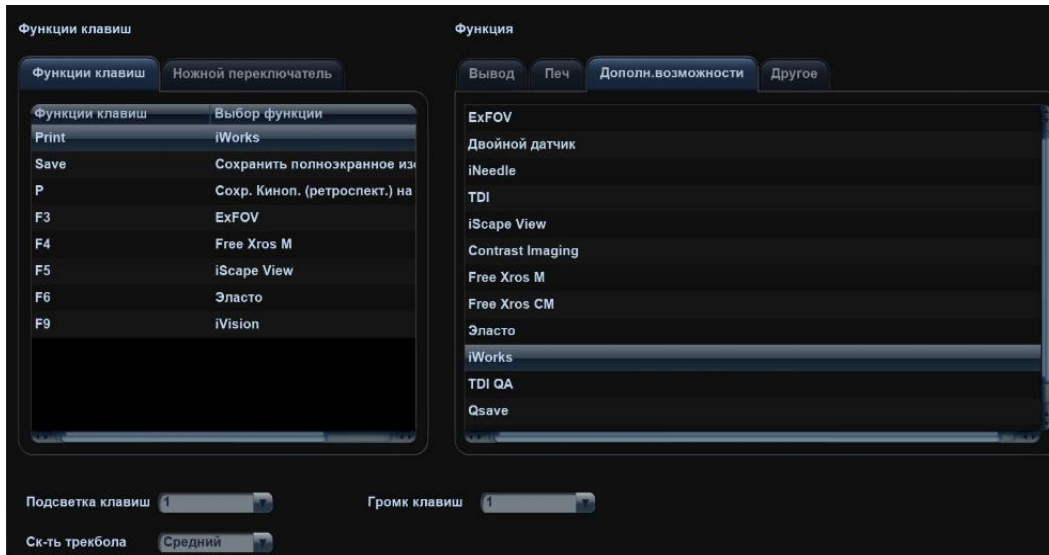 Функции клавиш
Функции клавиш Ножной переключатель
Функции клавиш Выбор функции
Print iWorks
Save Сохранить полноэкранное из
P Сохр. Киноп. (ретроспект.) на
F3 ExFOV
F4 Free Xros M
F5 iScape View
F6 Эласто
F9 iVision
Функция
Вывод Печ Дополн.возможности Другое
ExFOV
Двойной датчик
iNeedle
TDI
iScape View
Contrast Imaging
Free Xros M
Free Xros CM
Эласто
iWorks
TDI QA
Qsave
Подсветка клавиш 1 Громк клавиш 1
Ск-ть трекбола Средний